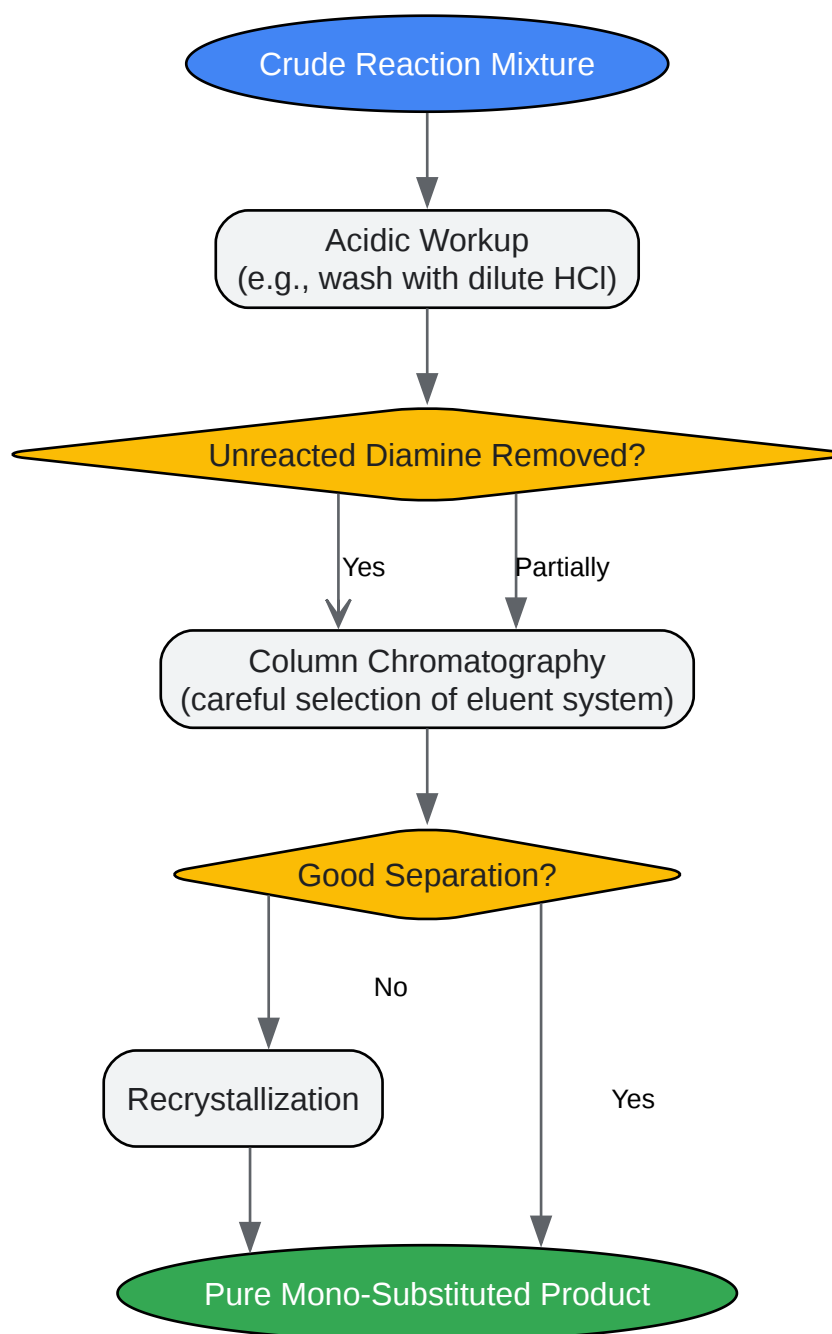 Crude Reaction Mixture
Acidic Workup
(e.g., wash with dilute HCl)
Unreacted Diamine Removed?
Yes
Partially
Column Chromatography
(careful selection of eluent system)
Good Separation?
No
Recrystallization
Yes
Pure Mono-Substituted Product